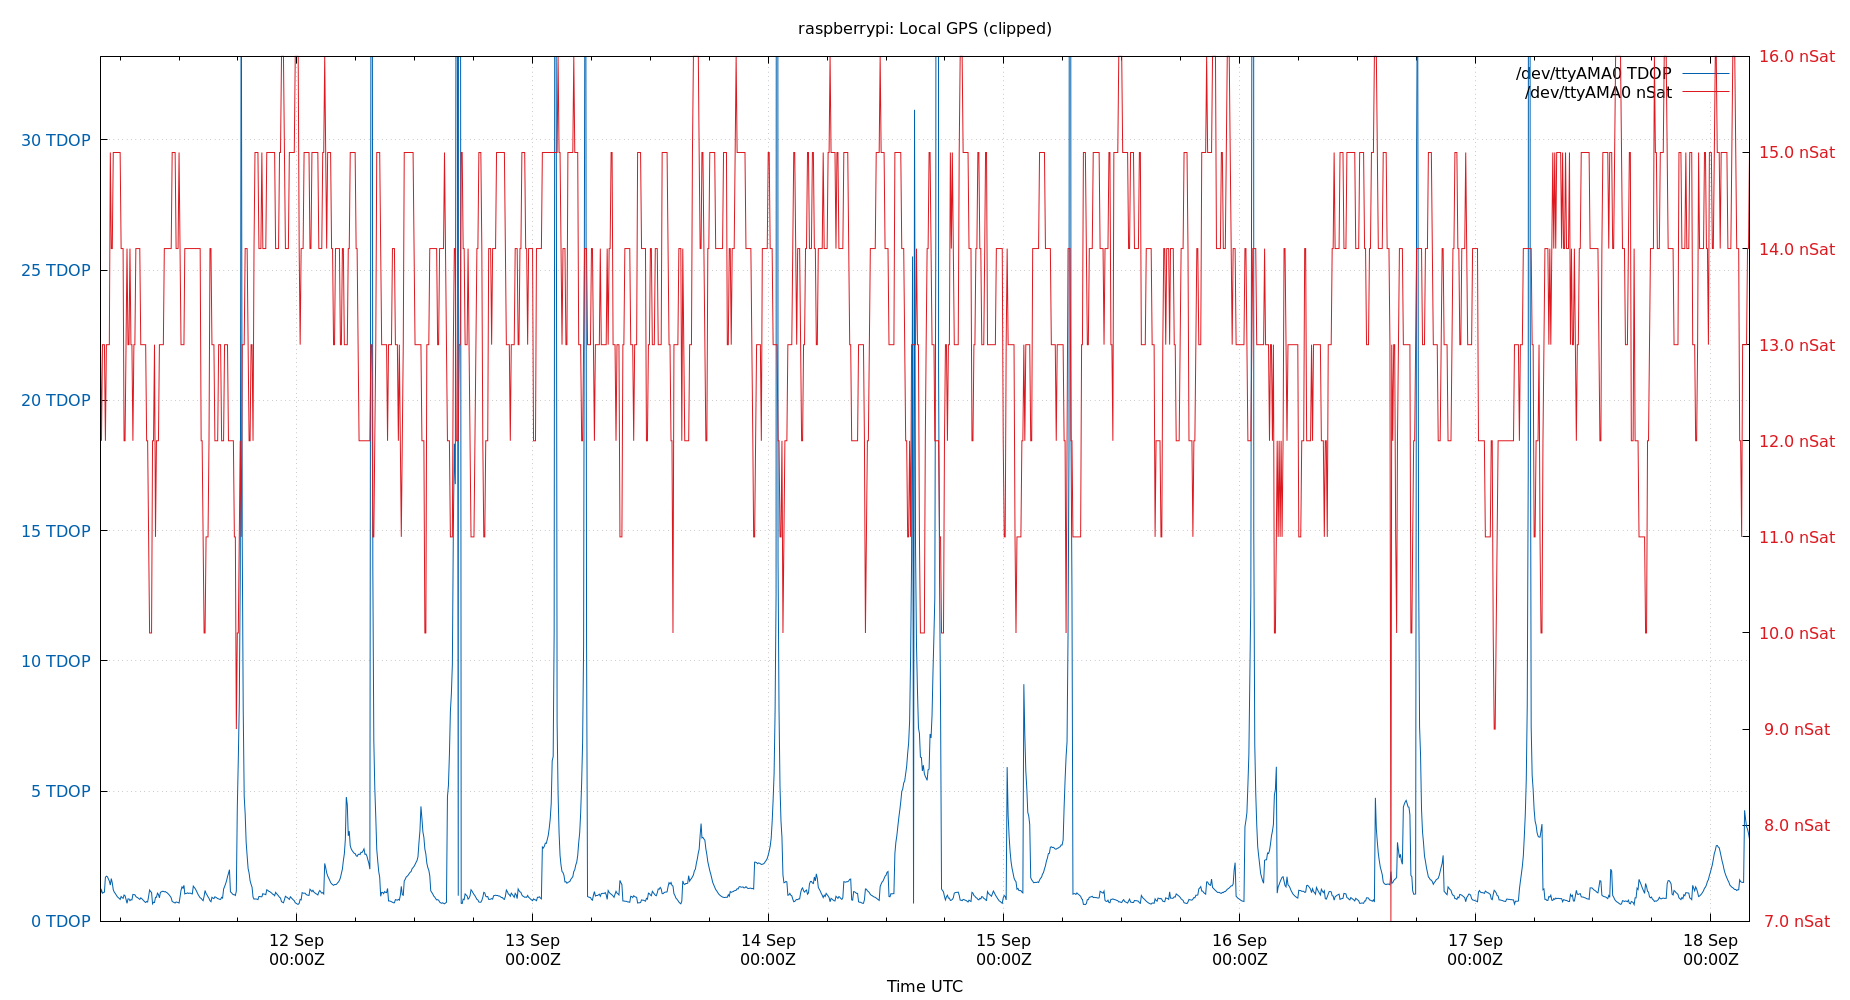 raspberrypi: Local GPS (clipped)
/dev/ttyAMA0 TDOP
/dev/ttyAMA0 nSat
30 TDOP
25 TDOP
20 TDOP
15 TDOP
10 TDOP
5 TDOP
0 TDOP
16.0 nSat
15.0 nSat
14.0 nSat
13.0 nSat
12.0 nSat
11.0 nSat
10.0 nSat
9.0 nSat
8.0 nSat
7.0 nSat
12 Sep
00:00Z
13 Sep
00:00Z
14 Sep
00:00Z
15 Sep
00:00Z
16 Sep
00:00Z
17 Sep
00:00Z
18 Sep
00:00Z
Time UTC